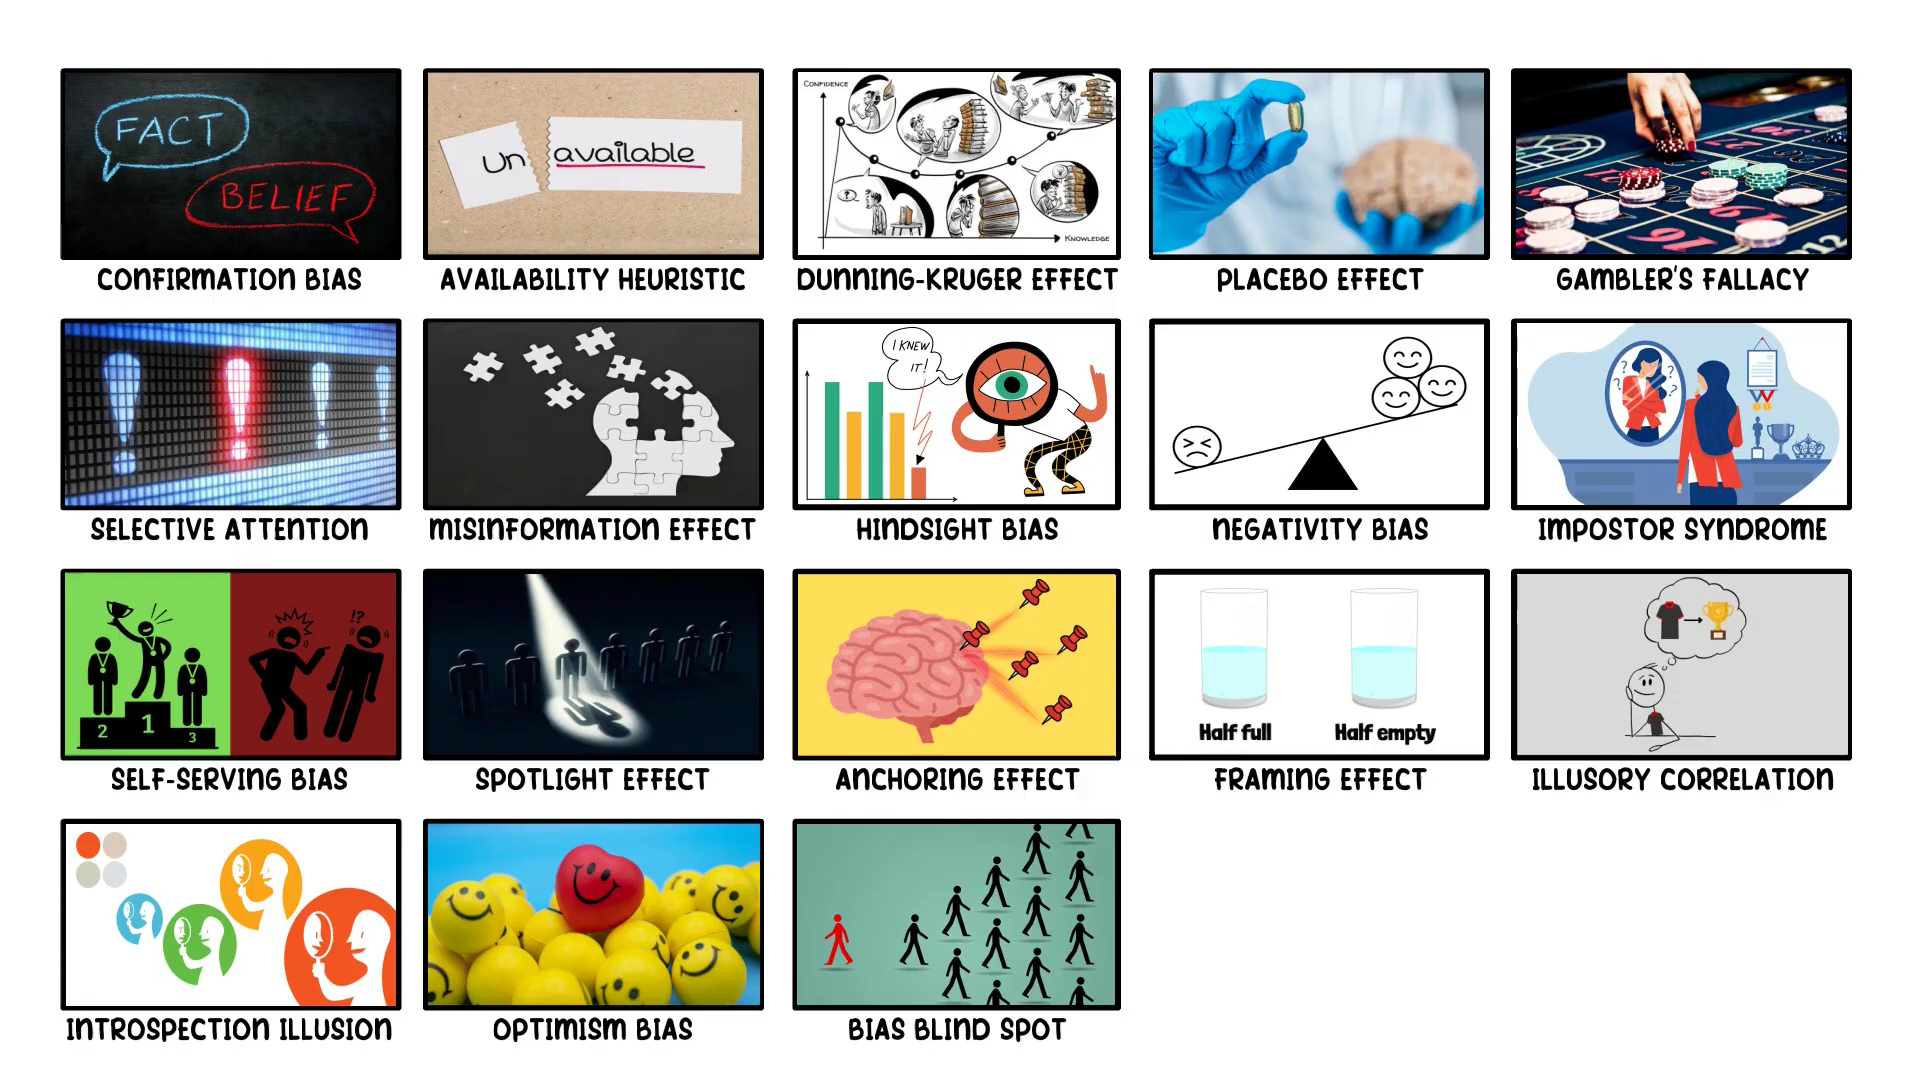 FACT
BELIEF
CONFIRMATION BIAS
Un available
AVAILABILITY HEURISTIC
CONFIDENCE
?
?
KNOWLEDGE
DUNNING-KRUGER EFFECT
PLACEBO EFFECT
16
GAMBLER'S FALLACY
SELECTIVE ATTENTION
MISINFORMATION EFFECT
I KNEW
IT!
HINDSIGHT BIAS
NEGATIVITY BIAS
IMPOSTOR SYNDROME
2 1 3
!?
SELF-SERVING BIAS
SPOTLIGHT EFFECT
ANCHORING EFFECT
Half full
Half empty
FRAMING EFFECT
ILLUSORY CORRELATION
INTROSPECTION ILLUSION
OPTIMISM BIAS
BIAS BLIND SPOT